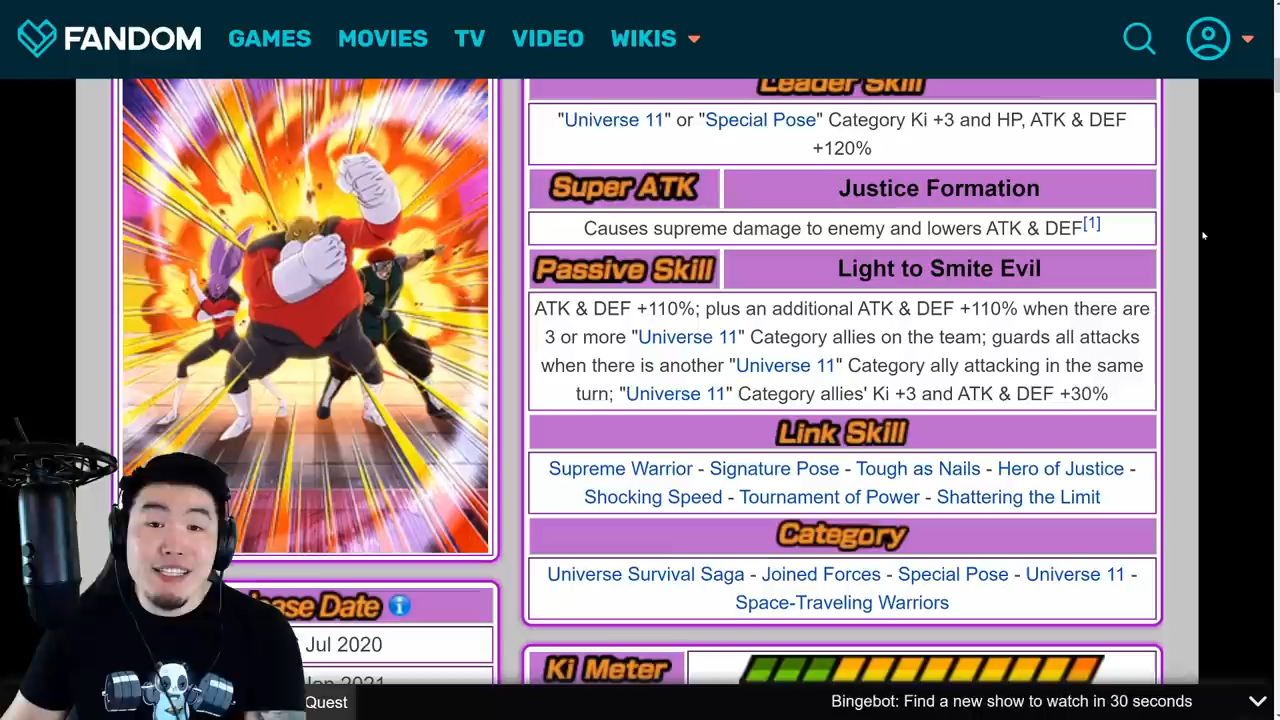 FANDOM GAMES MOVIES TV VIDEO WIKIS
Leader Skill
"Universe 11" or "Special Pose" Category Ki +3 and HP, ATK & DEF
+120%
Super ATK Justice Formation
Causes supreme damage to enemy and lowers ATK & DEF[1]
Passive Skill Light to Smite Evil
ATK & DEF +110%; plus an additional ATK & DEF +110% when there are
3 or more "Universe 11" Category allies on the team; guards all attacks
when there is another "Universe 11" Category ally attacking in the same
turn; "Universe 11" Category allies' Ki +3 and ATK & DEF +30%
Link Skill
Supreme Warrior - Signature Pose - Tough as Nails - Hero of Justice -
Shocking Speed - Tournament of Power - Shattering the Limit
Category
Universe Survival Saga - Joined Forces - Special Pose - Universe 11 -
Space-Traveling Warriors
Date i
Jul 2020
2021
Ki Meter
Quest
Bingebot: Find a new show to watch in 30 seconds